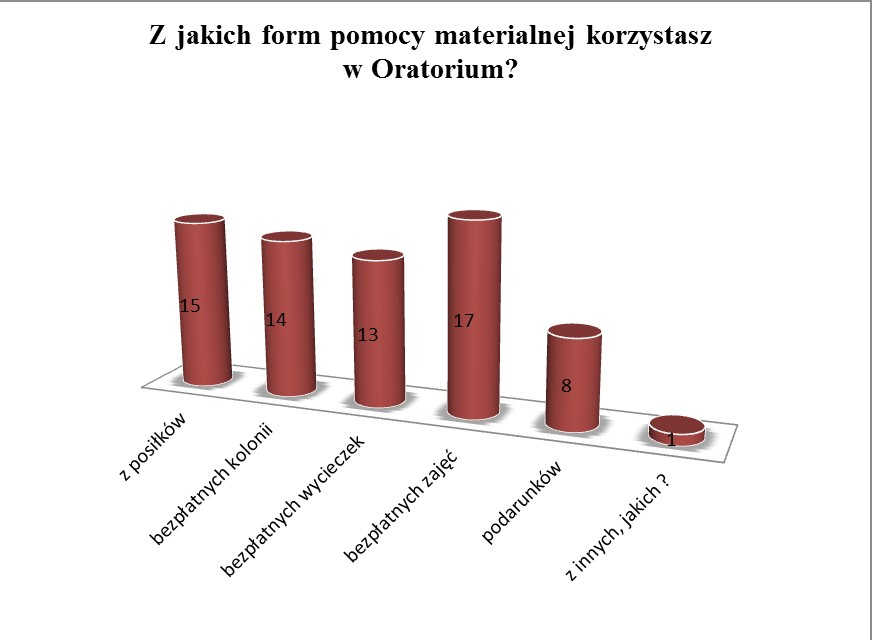 Z jakich form pomocy materialnej korzystasz
w Oratorium?
15
14
13
17
8
1
z posiłków
bezpłatnych kolonii
bezpłatnych wycieczek
bezpłatnych zajęć
podarunków
z innych, jakich ?